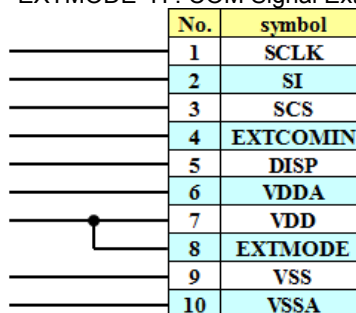 EXTMODE "H": COM Signal Ex
No. symbol
1 SCLK
2 SI
3 SCS
4 EXTCOMIN
5 DISP
6 VDDA
7 VDD
8 EXTMODE
9 VSS
10 VSSA